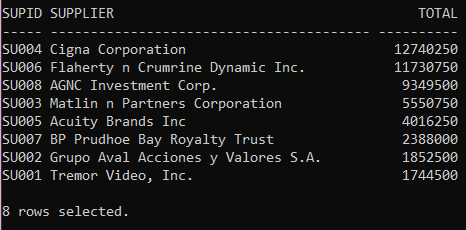 SUPID SUPPLIER                                      TOTAL
----- ---------------------------------------- ----------
SU004 Cigna Corporation                          12740250
SU006 Flaherty n Crumrine Dynamic Inc.           11730750
SU008 AGNC Investment Corp.                       9349500
SU003 Matlin n Partners Corporation               5550750
SU005 Acuity Brands Inc                           4016250
SU007 BP Prudhoe Bay Royalty Trust                2388000
SU002 Grupo Aval Acciones y Valores S.A.          1852500
SU001 Tremor Video, Inc.                          1744500

8 rows selected.